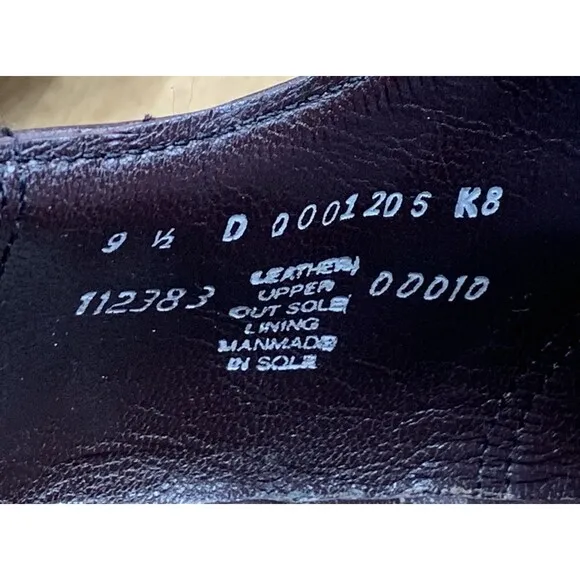 9 ½ D 0001205 K8
112383 00010
LEATHER
UPPER
OUT SOLE
LINING
MANMADE
IN SOLE